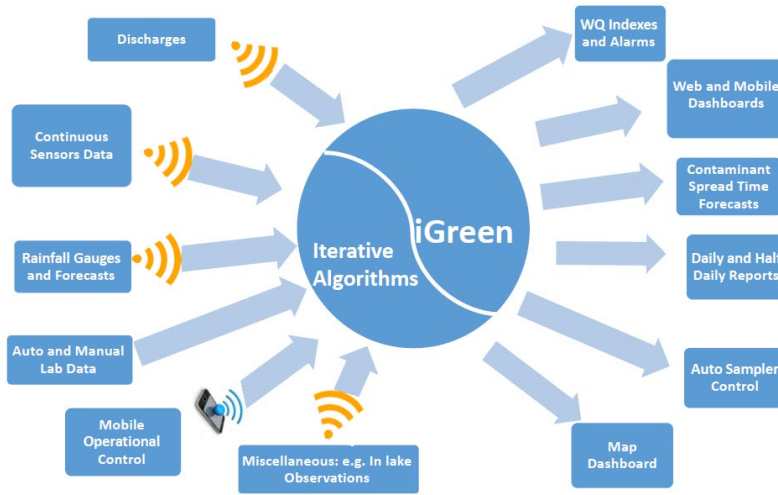 Discharges
Continuous
Sensors Data
Rainfall Gauges
and Forecasts
Auto and Manual
Lab Data
Mobile
Operational
Control
Miscellaneous: e.g. In lake
Observations
Iterative
Algorithms
iGreen
WQ Indexes
and Alarms
Web and Mobile
Dashboards
Contaminant
Spread Time
Forecasts
Daily and Half
Daily Reports
Auto Sampler
Control
Map
Dashboard